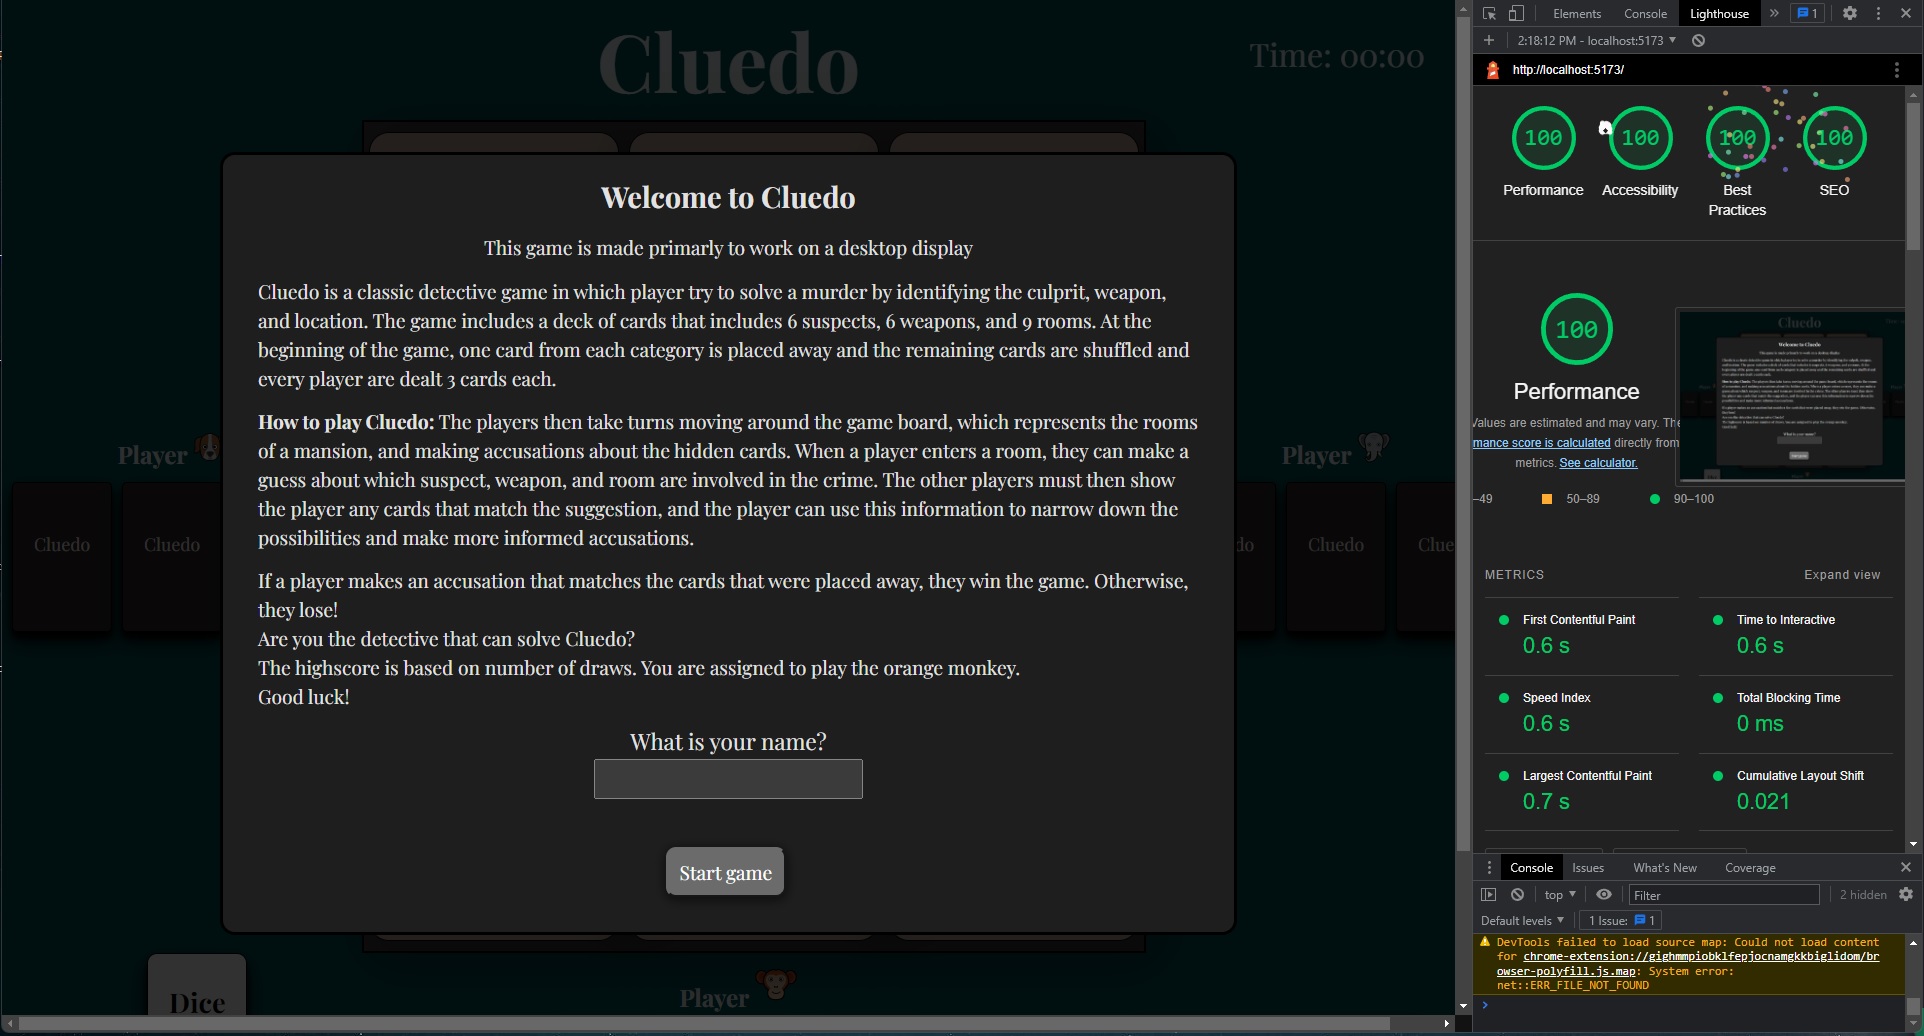 Cluedo
Time: 00:00
Welcome to Cluedo
This game is made primarly to work on a desktop display
Cluedo is a classic detective game in which player try to solve a murder by identifying the culprit, weapon,
and location. The game includes a deck of cards that includes 6 suspects, 6 weapons, and 9 rooms. At the
beginning of the game, one card from each category is placed away and the remaining cards are shuffled and
every player are dealt 3 cards each.
How to play Cluedo: The players then take turns moving around the game board, which represents the rooms
of a mansion, and making accusations about the hidden cards. When a player enters a room, they can make a
guess about which suspect, weapon, and room are involved in the crime. The other players must then show
the player any cards that match the suggestion, and the player can use this information to narrow down the
possibilities and make more informed accusations.
If a player makes an accusation that matches the cards that were placed away, they win the game. Otherwise,
they lose!
Are you the detective that can solve Cluedo?
The highscore is based on number of draws. You are assigned to play the orange monkey.
Good luck!
What is your name?
Start game
Player
Cluedo
Cluedo
Player
do
Cluedo
Clue
Dice
Player
Elements
Console
Lighthouse
1
2:18:12 PM - localhost:5173
http://localhost:5173/
100
100
100
100
Performance
Accessibility
Best
Practices
SEO
100
Performance
Values are estimated and may vary. The
mance score is calculated directly from
metrics. See calculator.
–49
50–89
90–100
Cluedo
Welcome to Cluedo
METRICS
Expand view
First Contentful Paint
0.6 s
Time to Interactive
0.6 s
Speed Index
0.6 s
Total Blocking Time
0 ms
Largest Contentful Paint
0.7 s
Cumulative Layout Shift
0.021
Console
Issues
What's New
Coverage
top
Filter
2 hidden
Default levels
1 Issue:
1
DevTools failed to load source map: Could not load content
for chrome-extension://gighmmpiobklfepjocnamgkkbiglidom/br
owser-polyfill.js.map: System error:
net::ERR_FILE_NOT_FOUND